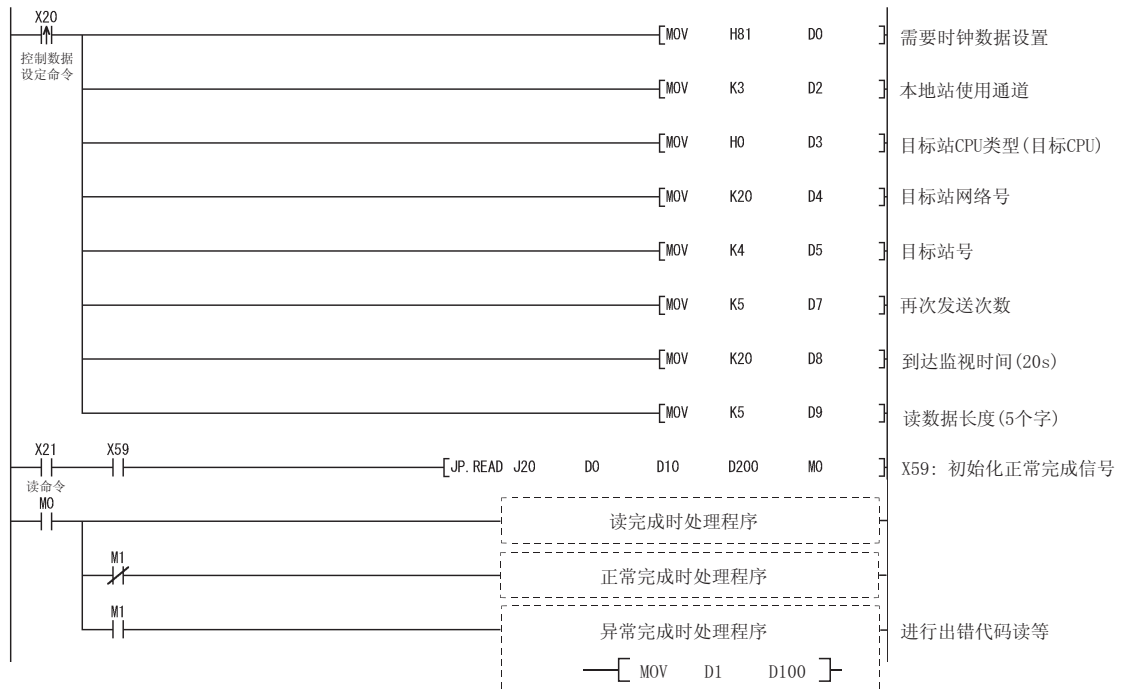 X20
控制数据
设定命令
MOV H81 D0 需要时钟数据设置
MOV K3 D2 本地站使用通道
MOV H0 D3 目标站CPU类型(目标CPU)
MOV K20 D4 目标站网络号
MOV K4 D5 目标站号
MOV K5 D7 再次发送次数
MOV K20 D8 到达监视时间(20s)
MOV K5 D9 读数据长度(5个字)
X21 X59
JP.READ J20 D0 D10 D200 M0 X59: 初始化正常完成信号
读命令
M0
读完成时处理程序
M1
正常完成时处理程序
M1
异常完成时处理程序 进行出错代码读等
MOV D1 D100